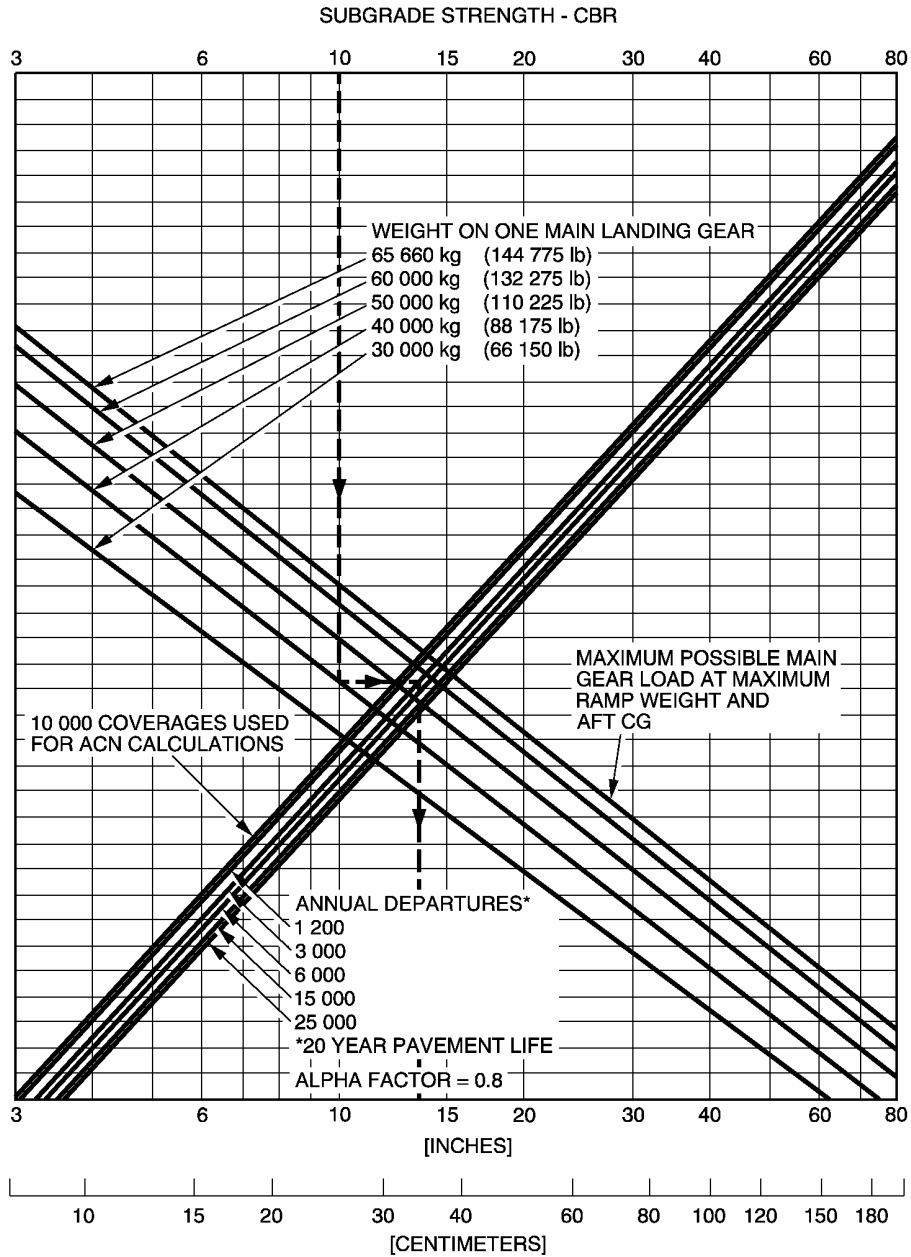 SUBGRADE STRENGTH - CBR
3 6 10 15 20 30 40 60 80
WEIGHT ON ONE MAIN LANDING GEAR
65 660 kg (144 775 lb)
60 000 kg (132 275 lb)
50 000 kg (110 225 lb)
40 000 kg (88 175 lb)
30 000 kg (66 150 lb)
MAXIMUM POSSIBLE MAIN
GEAR LOAD AT MAXIMUM
RAMP WEIGHT AND
AFT CG
10 000 COVERAGES USED
FOR ACN CALCULATIONS
ANNUAL DEPARTURES*
1 200
3 000
6 000
15 000
25 000
*20 YEAR PAVEMENT LIFE
ALPHA FACTOR = 0.8
3 6 10 15 20 30 40 60 80
[INCHES]
10 15 20 30 40 60 80 100 120 150 180
[CENTIMETERS]